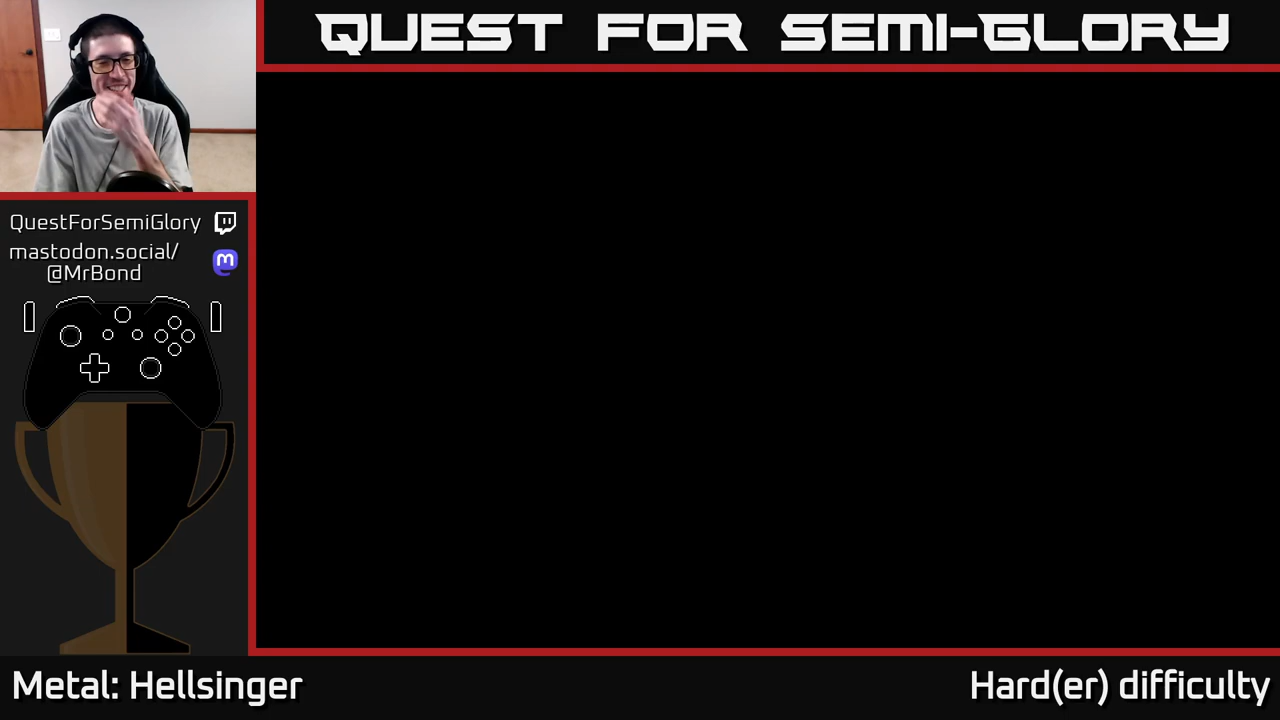 QUEST FOR SEMI-GLORY
QuestForSemiGlory
mastodon.social/
@MrBond
Metal: Hellsinger
Hard(er) difficulty